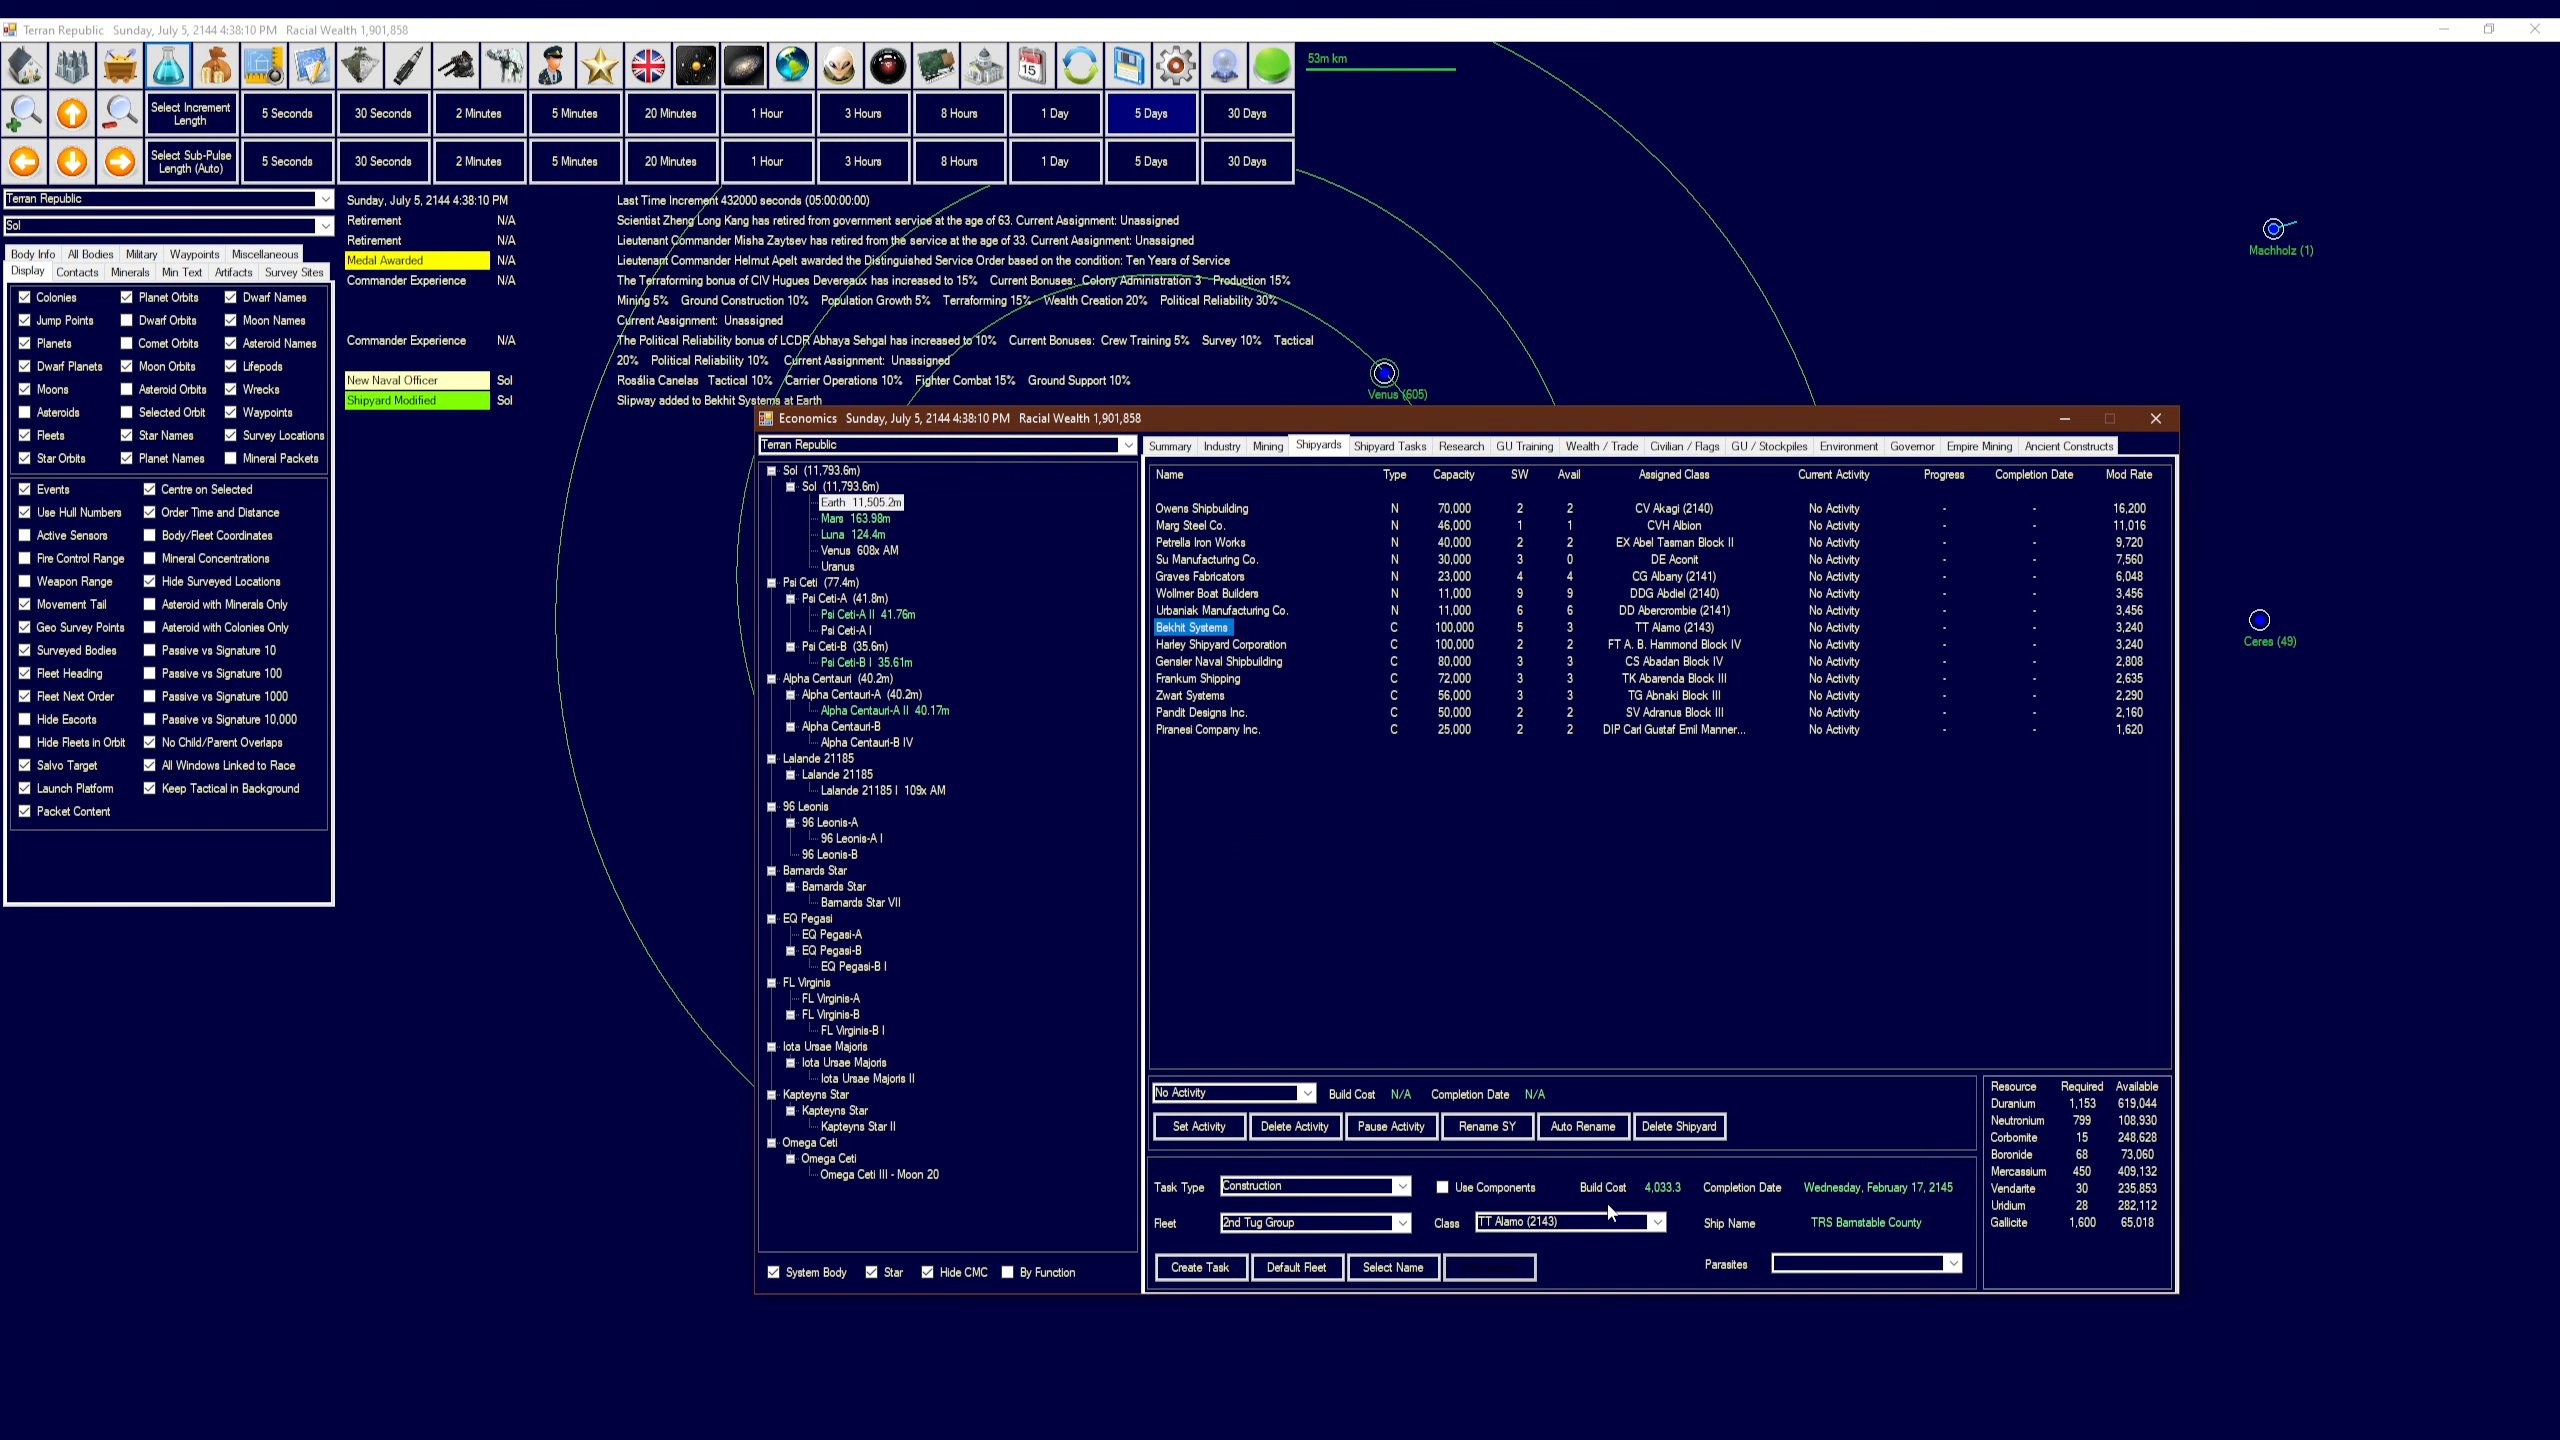 Terran Republic   Sunday, July 5, 2144 4:38:10 PM   Racial Wealth 1,901,858
15
53m km
Select Increment Length 5 Seconds 30 Seconds 2 Minutes 5 Minutes 20 Minutes 1 Hour 3 Hours 8 Hours 1 Day 5 Days 30 Days
Select Sub-Pulse Length (Auto) 5 Seconds 30 Seconds 2 Minutes 5 Minutes 20 Minutes 1 Hour 3 Hours 8 Hours 1 Day 5 Days 30 Days
Terran Republic
Sol
Body Info All Bodies Military Waypoints Miscellaneous
Display Contacts Minerals Min Text Artifacts Survey Sites
Colonies Planet Orbits Dwarf Names
Jump Points Dwarf Orbits Moon Names
Planets Comet Orbits Asteroid Names
Dwarf Planets Moon Orbits Lifepods
Moons Asteroid Orbits Wrecks
Asteroids Selected Orbit Waypoints
Fleets Star Names Survey Locations
Star Orbits Planet Names Mineral Packets
Events Centre on Selected
Use Hull Numbers Order Time and Distance
Active Sensors Body/Fleet Coordinates
Fire Control Range Mineral Concentrations
Weapon Range Hide Surveyed Locations
Movement Tail Asteroid with Minerals Only
Geo Survey Points Asteroid with Colonies Only
Surveyed Bodies Passive vs Signature 10
Fleet Heading Passive vs Signature 100
Fleet Next Order Passive vs Signature 1000
Hide Escorts Passive vs Signature 10,000
Hide Fleets in Orbit No Child/Parent Overlaps
Salvo Target All Windows Linked to Race
Launch Platform Keep Tactical in Background
Packet Content
Sunday, July 5, 2144 4:38:10 PM Last Time Increment 432000 seconds (05:00:00:00)
Retirement N/A Scientist Zheng Long Kang has retired from government service at the age of 63. Current Assignment: Unassigned
Retirement N/A Lieutenant Commander Misha Zaytsev has retired from the service at the age of 33. Current Assignment: Unassigned
Medal Awarded N/A Lieutenant Commander Helmut Apelt awarded the Distinguished Service Order based on the condition: Ten Years of Service
Commander Experience N/A The Terraforming bonus of CIV Hugues Devereaux has increased to 15% Current Bonuses: Colony Administration 3 Production 15%
Mining 5% Ground Construction 10% Population Growth 5% Terraforming 15% Wealth Creation 20% Political Reliability 30%
Current Assignment: Unassigned
Commander Experience N/A The Political Reliability bonus of LCDR Abhaya Sehgal has increased to 10% Current Bonuses: Crew Training 5% Survey 10% Tactical
20% Political Reliability 10% Current Assignment: Unassigned
New Naval Officer Sol Rosália Canelas Tactical 10% Carrier Operations 10% Fighter Combat 15% Ground Support 10%
Shipyard Modified Sol Slipway added to Bekhit Systems at Earth
Machholz (1)
Venus (605)
Ceres (49)
Economics   Sunday, July 5, 2144 4:38:10 PM   Racial Wealth 1,901,858
Terran Republic
Sol (11,793.6m)
Sol (11,793.6m)
Earth 11,505.2m
Mars 163.98m
Luna 124.4m
Venus 608x AM
Uranus
Psi Ceti (77.4m)
Psi Ceti-A (41.8m)
Psi Ceti-A II 41.76m
Psi Ceti-A I
Psi Ceti-B (35.6m)
Psi Ceti-B I 35.61m
Alpha Centauri (40.2m)
Alpha Centauri-A (40.2m)
Alpha Centauri-A II 40.17m
Alpha Centauri-B
Alpha Centauri-B IV
Lalande 21185
Lalande 21185
Lalande 21185 I 109x AM
96 Leonis
96 Leonis-A
96 Leonis-A I
96 Leonis-B
Barnards Star
Barnards Star
Barnards Star VII
EQ Pegasi
EQ Pegasi-A
EQ Pegasi-B
EQ Pegasi-B I
FL Virginis
FL Virginis-A
FL Virginis-B
FL Virginis-B I
Iota Ursae Majoris
Iota Ursae Majoris
Iota Ursae Majoris II
Kapteyns Star
Kapteyns Star
Kapteyns Star II
Omega Ceti
Omega Ceti
Omega Ceti III - Moon 20
System Body Star Hide CMC By Function
Summary Industry Mining Shipyards Shipyard Tasks Research GU Training Wealth / Trade Civilian / Flags GU / Stockpiles Environment Governor Empire Mining Ancient Constructs
Name Type Capacity SW Avail Assigned Class Current Activity Progress Completion Date Mod Rate
Owens Shipbuilding N 70,000 2 2 CV Akagi (2140) No Activity - - 16,200
Marg Steel Co. N 46,000 1 1 CVH Albion No Activity - - 11,016
Petrella Iron Works N 40,000 2 2 EX Abel Tasman Block II No Activity - - 9,720
Su Manufacturing Co. N 30,000 3 0 DE Aconit No Activity - - 7,560
Graves Fabricators N 23,000 4 4 CG Albany (2141) No Activity - - 6,048
Wollmer Boat Builders N 11,000 9 9 DDG Abdiel (2140) No Activity - - 3,456
Urbaniak Manufacturing Co. N 11,000 6 6 DD Abercrombie (2141) No Activity - - 3,456
Bekhit Systems C 100,000 5 3 TT Alamo (2143) No Activity - - 3,240
Harley Shipyard Corporation C 100,000 2 2 FT A. B. Hammond Block IV No Activity - - 3,240
Gensler Naval Shipbuilding C 80,000 3 3 CS Abadan Block IV No Activity - - 2,808
Frankum Shipping C 72,000 3 3 TK Abarenda Block III No Activity - - 2,635
Zwart Systems C 56,000 3 3 TG Abnaki Block III No Activity - - 2,290
Pandit Designs Inc. C 50,000 2 2 SV Adranus Block III No Activity - - 2,160
Piranesi Company Inc. C 25,000 2 2 DIP Carl Gustaf Emil Manner... No Activity - - 1,620
No Activity Build Cost N/A Completion Date N/A
Set Activity Delete Activity Pause Activity Rename SY Auto Rename Delete Shipyard
Task Type Construction Use Components Build Cost 4,033.3 Completion Date Wednesday, February 17, 2145
Fleet 2nd Tug Group Class TT Alamo (2143) Ship Name TRS Barnstable County
Create Task Default Fleet Select Name Parasites
Resource Required Available
Duranium 1,153 619,044
Neutronium 799 108,930
Corbomite 15 248,628
Boronide 68 73,060
Mercassium 450 409,132
Vendarite 30 235,853
Uridium 28 282,112
Gallicite 1,600 65,018